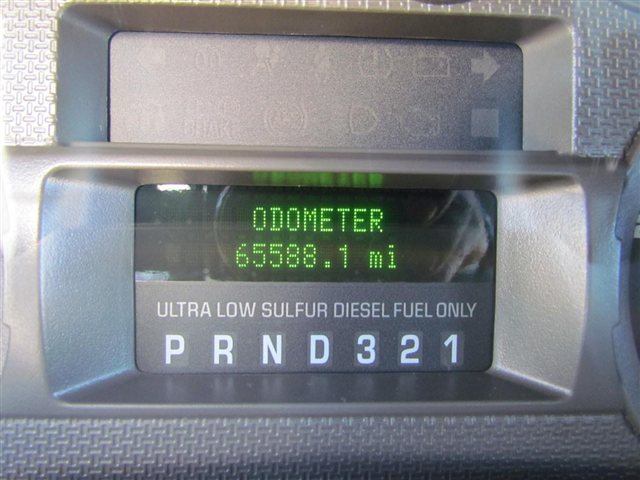 ODOMETER
65588.1 mi
ULTRA LOW SULFUR DIESEL FUEL ONLY
P R N D 3 2 1